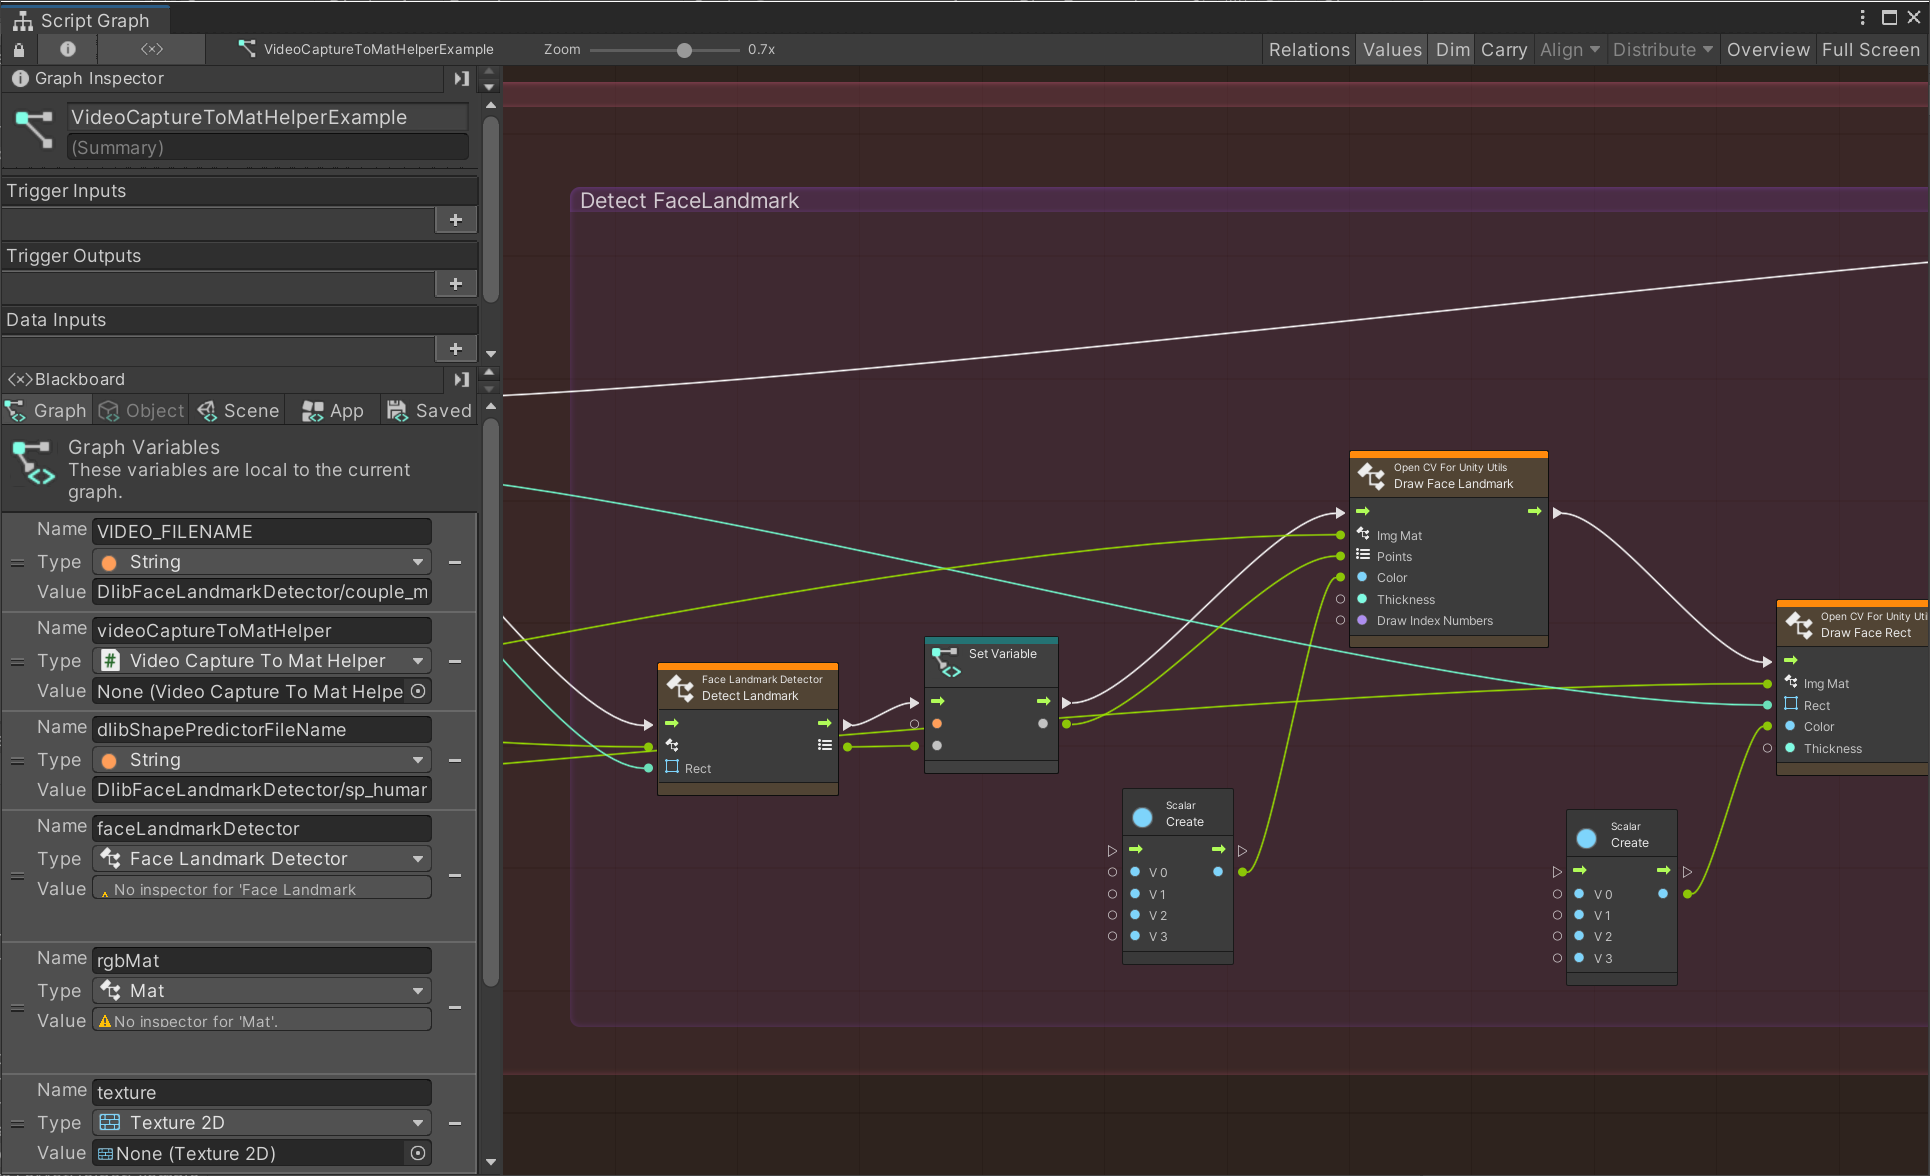 Script Graph
VideoCaptureToMatHelperExample
Zoom
0.7x
Relations
Values
Dim
Carry
Align
Distribute
Overview
Full Screen
Graph Inspector
VideoCaptureToMatHelperExample
(Summary)
Trigger Inputs
Trigger Outputs
Data Inputs
<×>Blackboard
Graph
Object
Scene
App
Saved
Graph Variables
These variables are local to the current
graph.
Name VIDEO_FILENAME
Type String
Value DlibFaceLandmarkDetector/couple_m
Name videoCaptureToMatHelper
Type Video Capture To Mat Helper
Value None (Video Capture To Mat Helpe
Name dlibShapePredictorFileName
Type String
Value DlibFaceLandmarkDetector/sp_human
Name faceLandmarkDetector
Type Face Landmark Detector
Value No inspector for 'Face Landmark
Name rgbMat
Type Mat
Value No inspector for 'Mat'.
Name texture
Type Texture 2D
Value None (Texture 2D)
Detect FaceLandmark
Face Landmark Detector
Detect Landmark
Rect
Set Variable
Scalar
Create
V 0
V 1
V 2
V 3
Open CV For Unity Utils
Draw Face Landmark
Img Mat
Points
Color
Thickness
Draw Index Numbers
Scalar
Create
V 0
V 1
V 2
V 3
Open CV For Unity Uti
Draw Face Rect
Img Mat
Rect
Color
Thickness